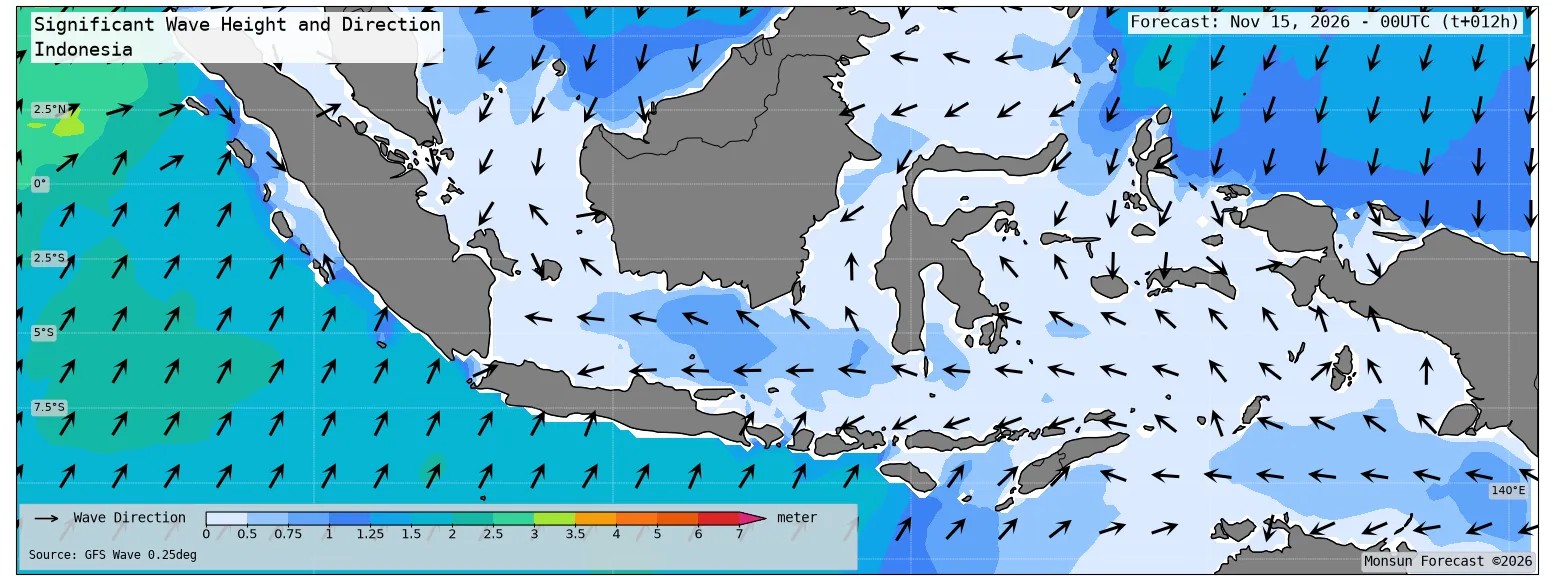 Significant Wave Height and Direction
Indonesia
Forecast: Nov 15, 2026 - 00UTC (t+012h)
2.5°N
0°
2.5°S
5°S
7.5°S
140°E
Wave Direction
meter
0 0.5 0.75 1 1.25 1.5 2 2.5 3 3.5 4 5 6 7
Source: GFS Wave 0.25deg
Monsun Forecast ©2026